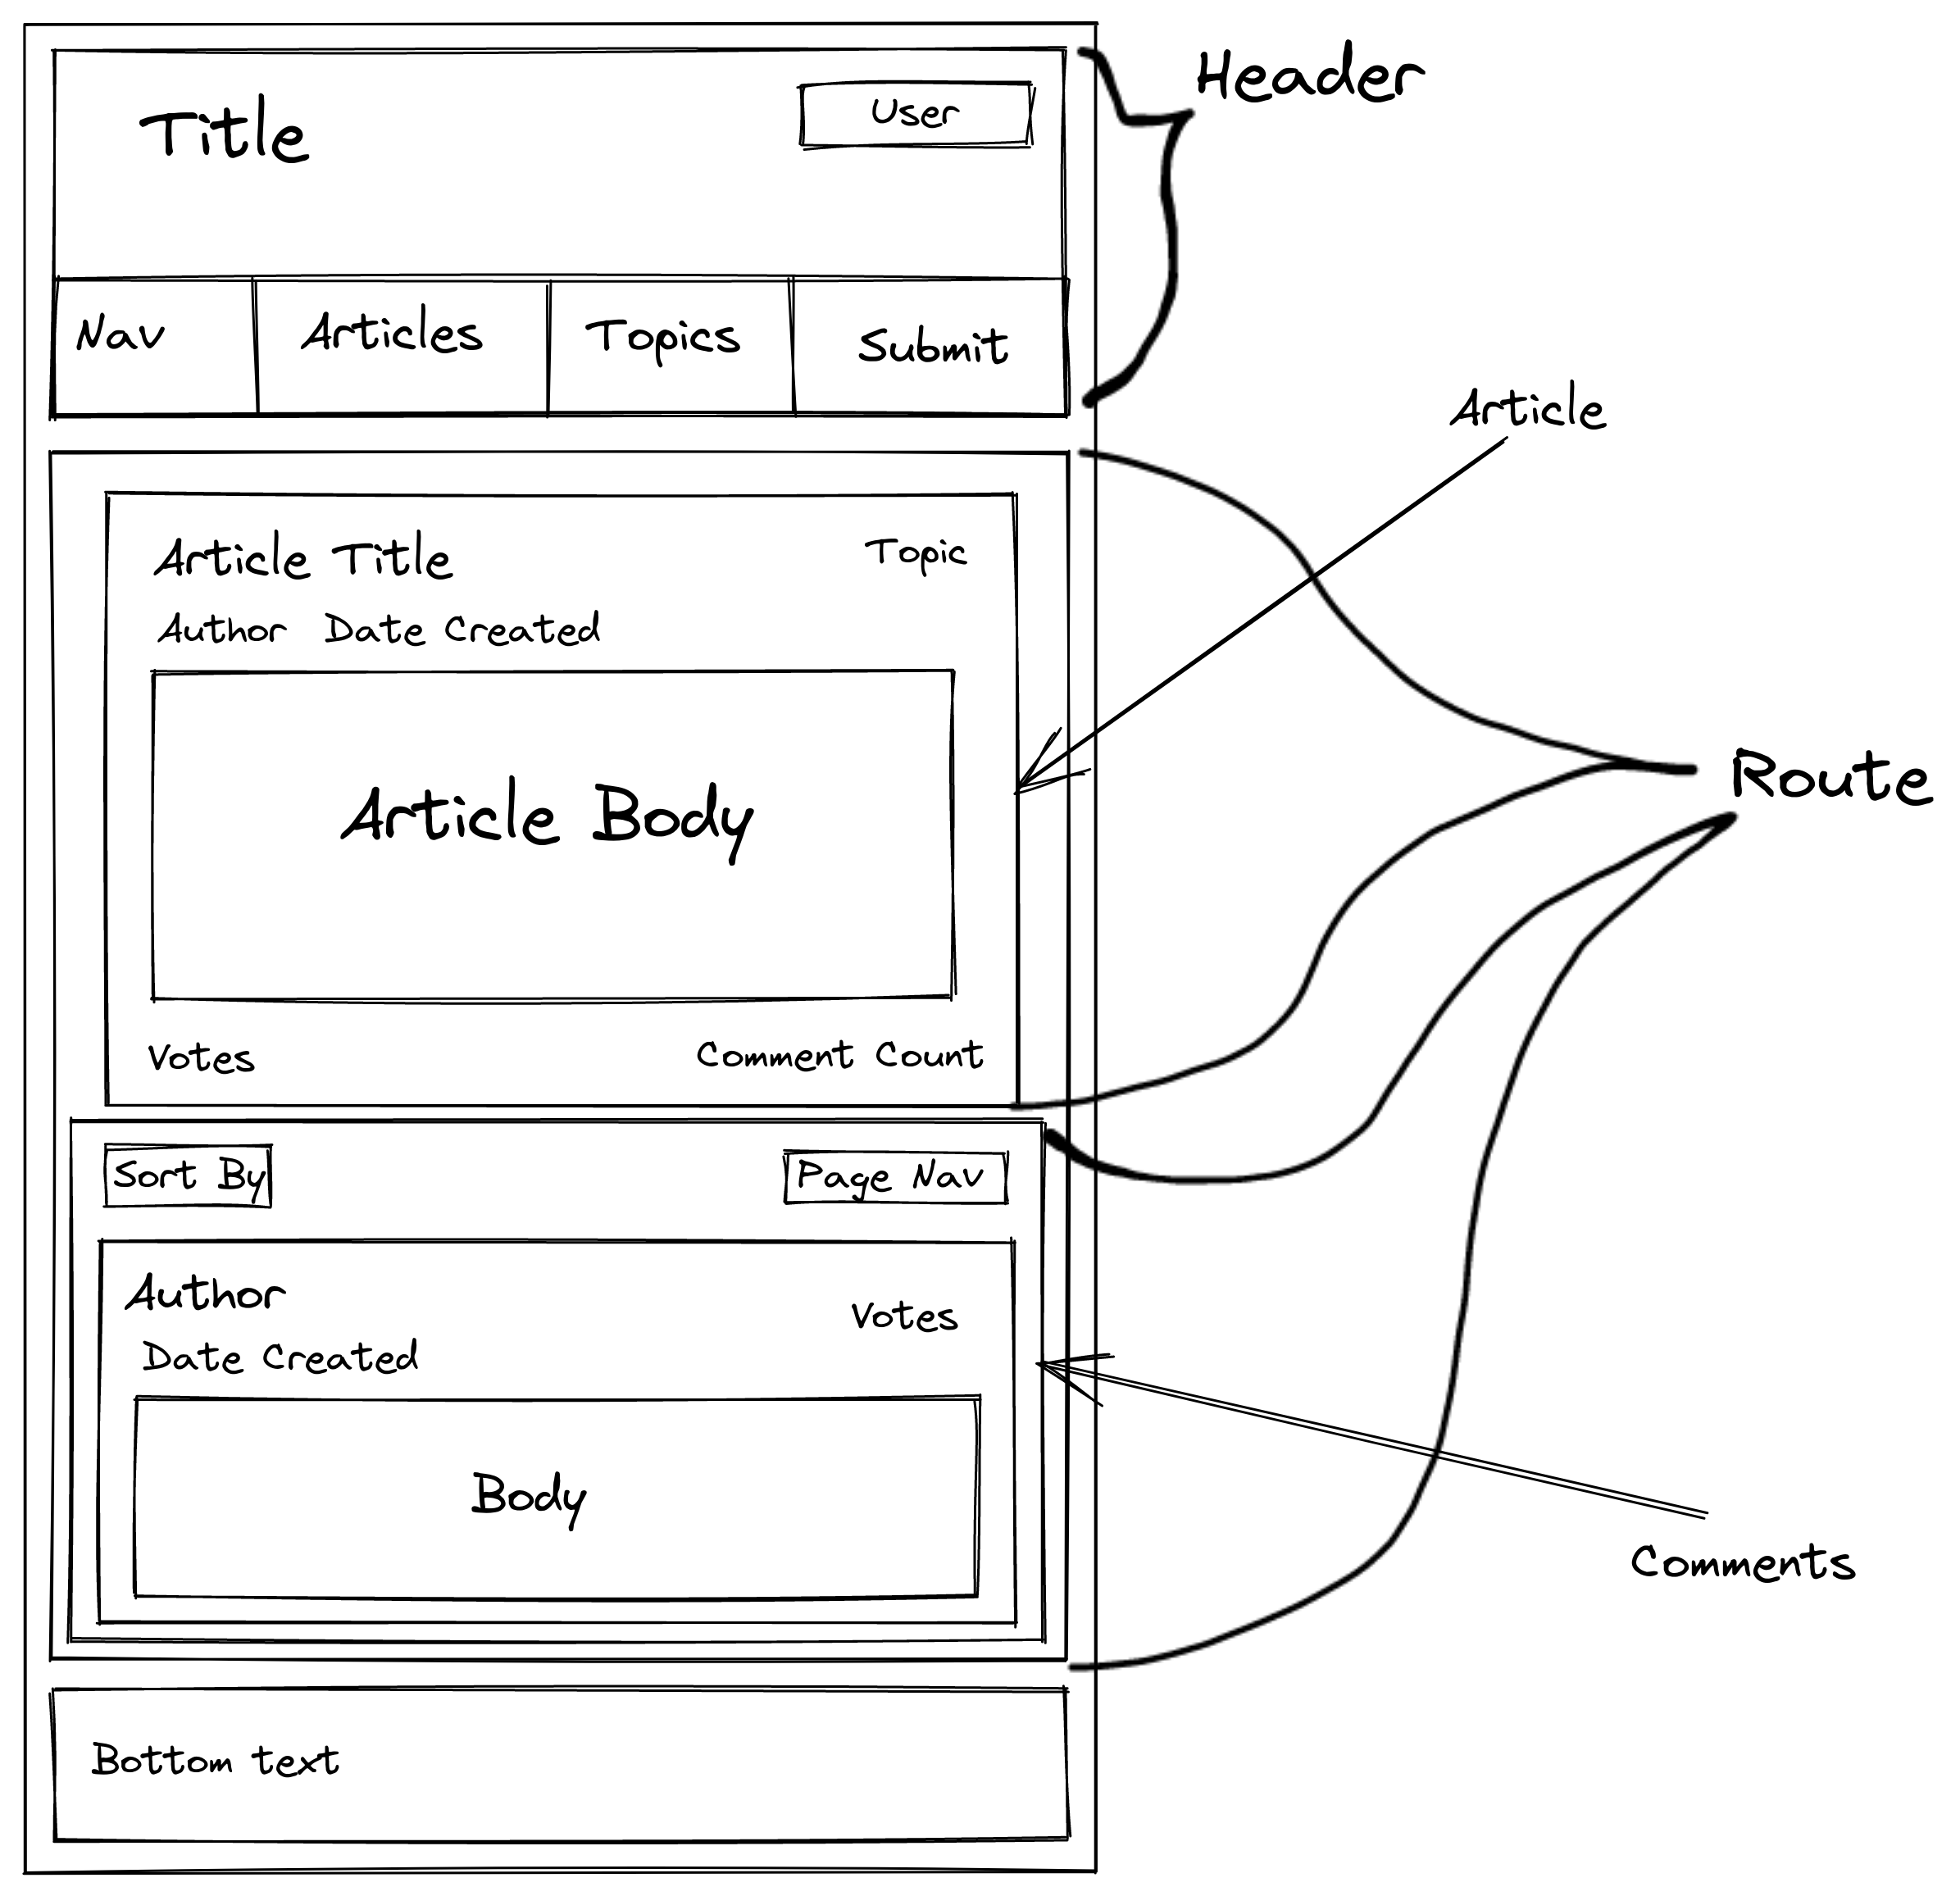 Header
Title
User
Nav Articles Topics Submit
Article
Article Title
Topic
Author Date Created
Article Body
Route
Votes
Comment Count
Sort By
Page Nav
Author
Votes
Date Created
Body
Comments
Bottom text